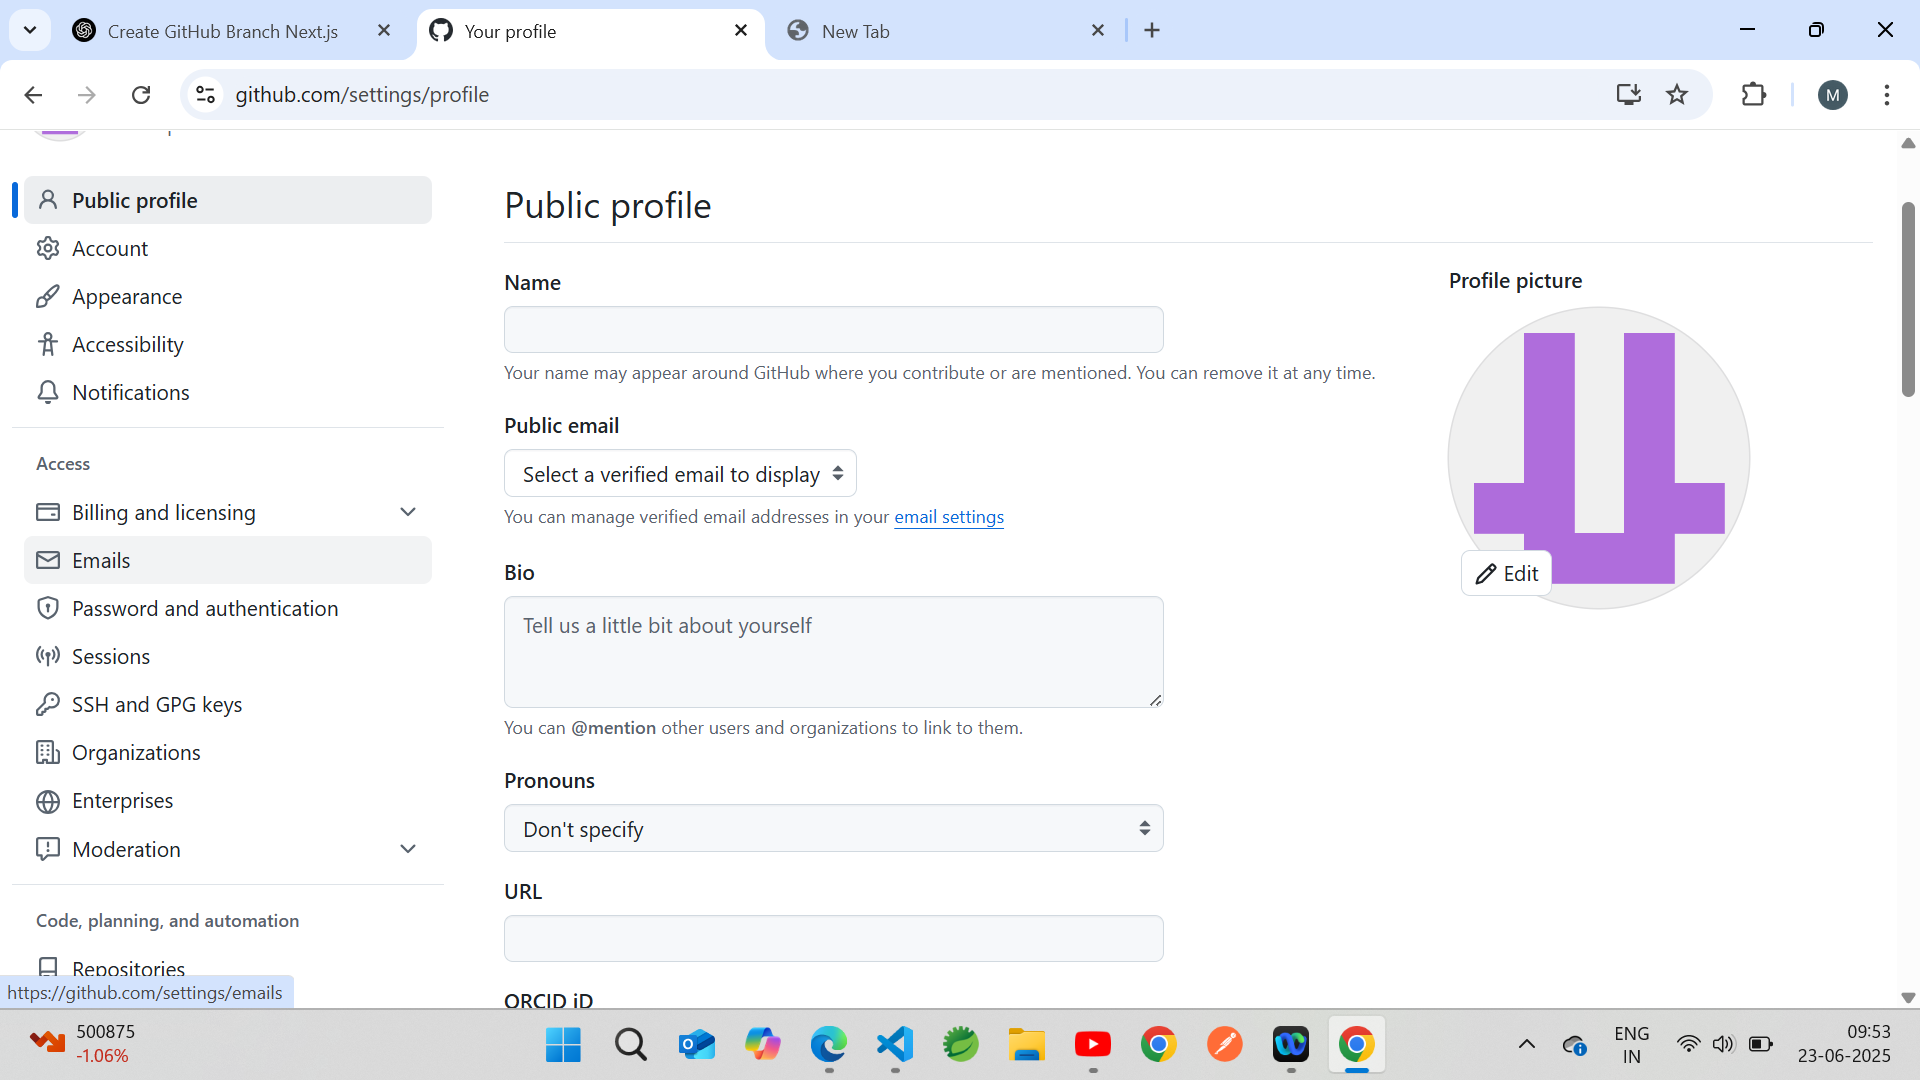 Create GitHub Branch Next.js
Your profile
New Tab
github.com/settings/profile
M
Public profile
Account
Appearance
Accessibility
Notifications
Access
Billing and licensing
Emails
Password and authentication
Sessions
SSH and GPG keys
Organizations
Enterprises
Moderation
Code, planning, and automation
Repositories
https://github.com/settings/emails
Public profile
Name
Your name may appear around GitHub where you contribute or are mentioned. You can remove it at any time.
Public email
Select a verified email to display
You can manage verified email addresses in your email settings
Bio
Tell us a little bit about yourself
You can @mention other users and organizations to link to them.
Pronouns
Don't specify
URL
ORCID iD
Profile picture
Edit
500875
-1.06%
ENG
IN
09:53
23-06-2025